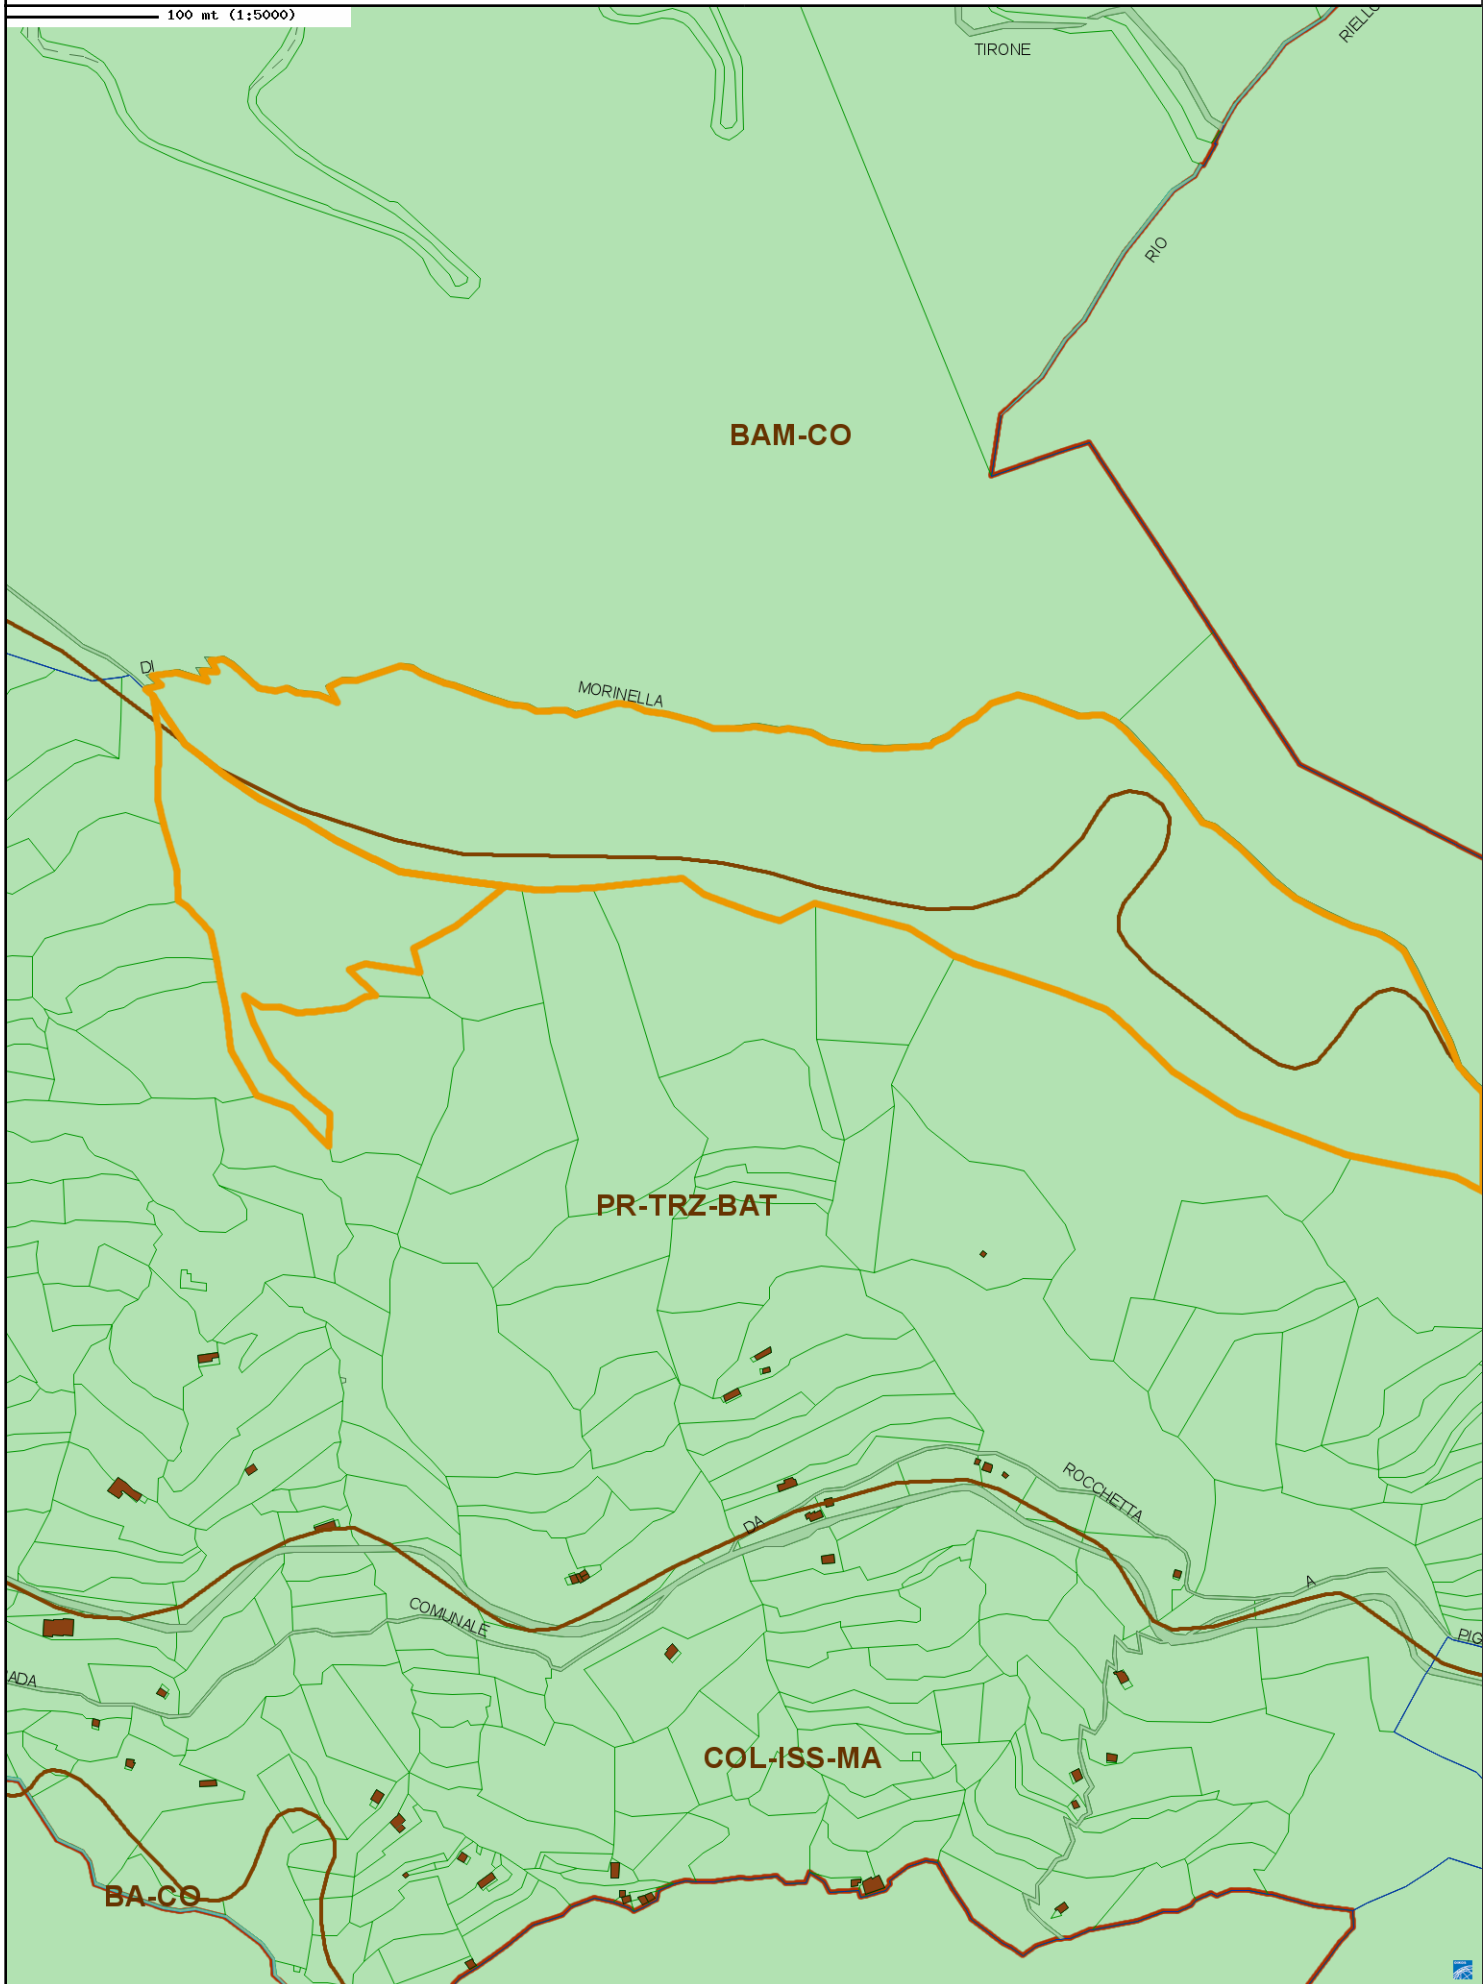 100 mt (1:5000)
TIRONE
RIO
BAM-CO
DI
MORINELLA
PR-TRZ-BAT
ROCCHETTA
DA
A
COMUNALE
PIG
ADA
COL-ISS-MA
BA-CO